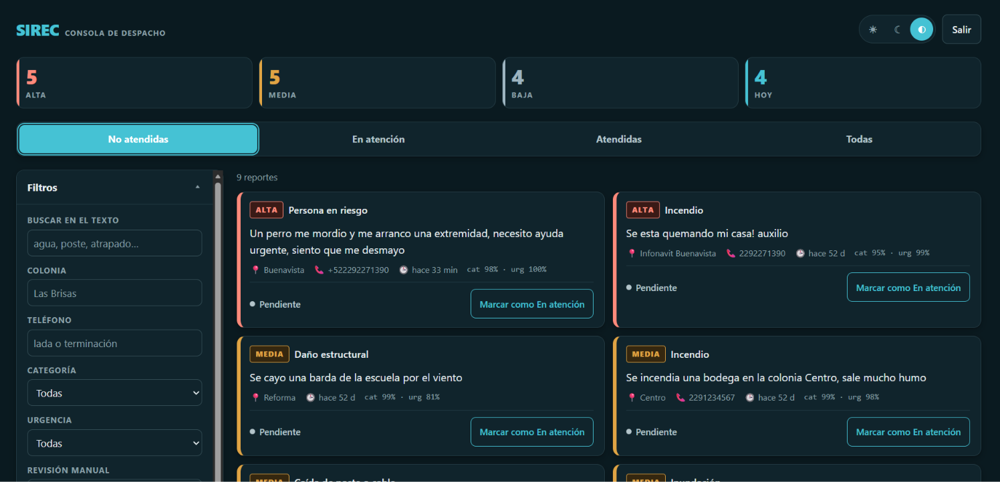 SIREC CONSOLA DE DESPACHO
Salir
5
ALTA
5
MEDIA
4
BAJA
4
HOY
No atendidas
En atención
Atendidas
Todas
Filtros
BUSCAR EN EL TEXTO
agua, poste, atrapado...
COLONIA
Las Brisas
TELÉFONO
lada o terminación
CATEGORÍA
Todas
URGENCIA
Todas
REVISIÓN MANUAL
9 reportes
ALTA Persona en riesgo
Un perro me mordio y me arranco una extremidad, necesito ayuda
urgente, siento que me desmayo
Buenavista +522292271390 hace 33 min cat 98% · urg 100%
Pendiente
Marcar como En atención
ALTA Incendio
Se esta quemando mi casa! auxilio
Infonavit Buenavista 2292271390 hace 52 d cat 95% · urg 99%
Pendiente
Marcar como En atención
MEDIA Daño estructural
Se cayo una barda de la escuela por el viento
Reforma hace 52 d cat 99% · urg 81%
Pendiente
Marcar como En atención
MEDIA Incendio
Se incendia una bodega en la colonia Centro, sale mucho humo
Centro 2291234567 hace 52 d cat 99% · urg 98%
Pendiente
Marcar como En atención
MEDIA Caída de poste o cable
MEDIA Inundación